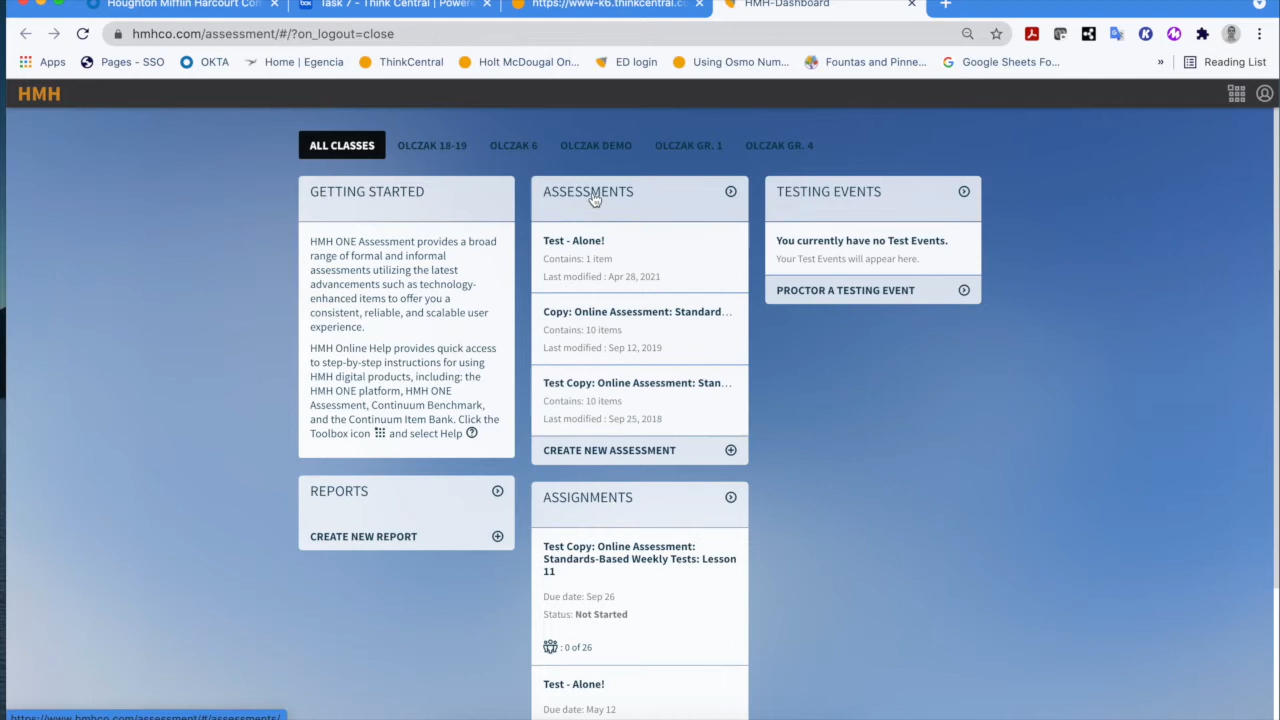 Houghton Mifflin Harcourt Con
Task 7 - Think Central | Powere
https://www-k6.thinkcentral.c
HMH-Dashboard
hmhco.com/assessment/#/?on_logout=close
Apps
Pages - SSO
OKTA
Home | Egencia
ThinkCentral
Holt McDougal On...
ED login
Using Osmo Num...
Fountas and Pinne...
Google Sheets Fo...
»
Reading List
HMH
ALL CLASSES
OLCZAK 18-19
OLCZAK 6
OLCZAK DEMO
OLCZAK GR. 1
OLCZAK GR. 4
GETTING STARTED
HMH ONE Assessment provides a broad
range of formal and informal
assessments utilizing the latest
advancements such as technology-
enhanced items to offer you a
consistent, reliable, and scalable user
experience.
HMH Online Help provides quick access
to step-by-step instructions for using
HMH digital products, including: the
HMH ONE platform, HMH ONE
Assessment, Continuum Benchmark,
and the Continuum Item Bank. Click the
Toolbox icon and select Help
REPORTS
CREATE NEW REPORT
ASSESSMENTS
Test - Alone!
Contains: 1 item
Last modified : Apr 28, 2021
Copy: Online Assessment: Standard...
Contains: 10 items
Last modified : Sep 12, 2019
Test Copy: Online Assessment: Stan...
Contains: 10 items
Last modified : Sep 25, 2018
CREATE NEW ASSESSMENT
ASSIGNMENTS
Test Copy: Online Assessment:
Standards-Based Weekly Tests: Lesson
11
Due date: Sep 26
Status: Not Started
: 0 of 26
Test - Alone!
Due date: May 12
TESTING EVENTS
You currently have no Test Events.
Your Test Events will appear here.
PROCTOR A TESTING EVENT
https://www.hmhco.com/assessment/#/assessments/